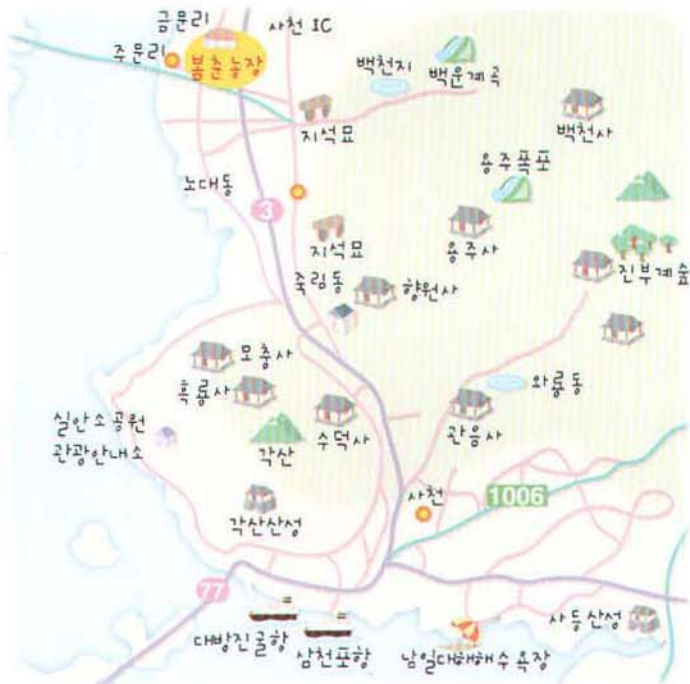 금문리
사천 IC
주문리
봄춘농장
백천지
백운계곡
지석묘
백천사
용주폭포
노대동
3
지석묘
용주사
진부계숲
죽림동
향원사
모충사
와룡동
흑룡사
실안소공원
관광안내소
각산
수덕사
관음사
사천
1006
각산산성
77
대방진굴항
삼천포항
남일대해해수욕장
사등산성